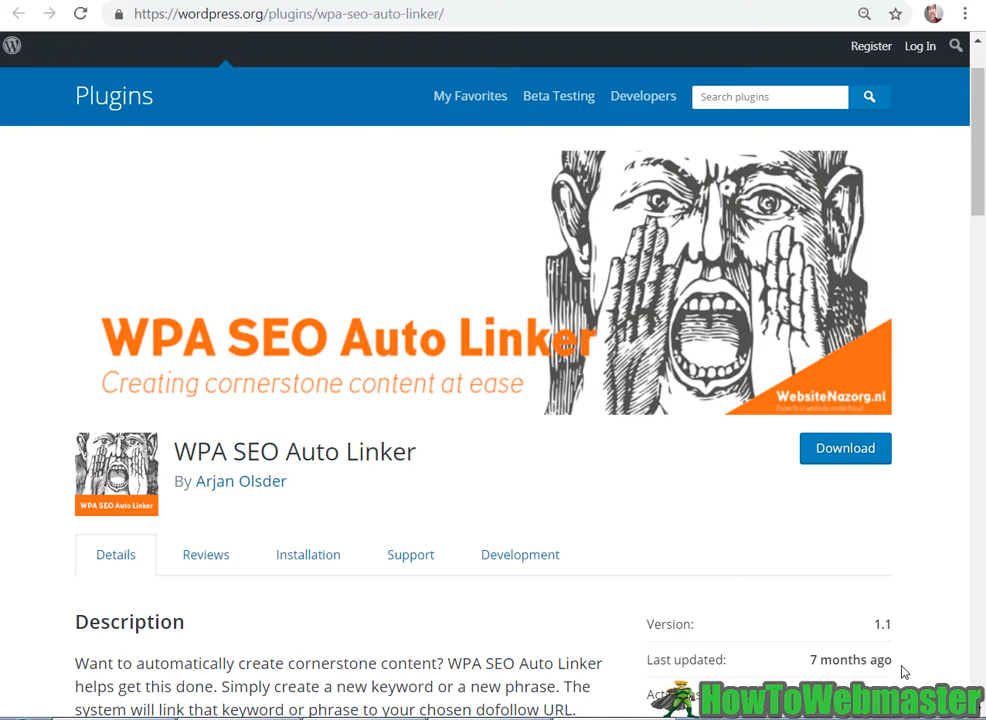 https://wordpress.org/plugins/wpa-seo-auto-linker/
Register Log In
Plugins
My Favorites Beta Testing Developers Search plugins
WPA SEO Auto Linker
Creating cornerstone content at ease
WebsiteNazorg.nl
Experts in website onderhoud
WPA SEO Auto Linker
WPA SEO Auto Linker
By Arjan Olsder
Download
Details Reviews Installation Support Development
Description
Want to automatically create cornerstone content? WPA SEO Auto Linker
helps get this done. Simply create a new keyword or a new phrase. The
system will link that keyword or phrase to your chosen dofollow URL.
Version: 1.1
Last updated: 7 months ago
HowToWebmaster